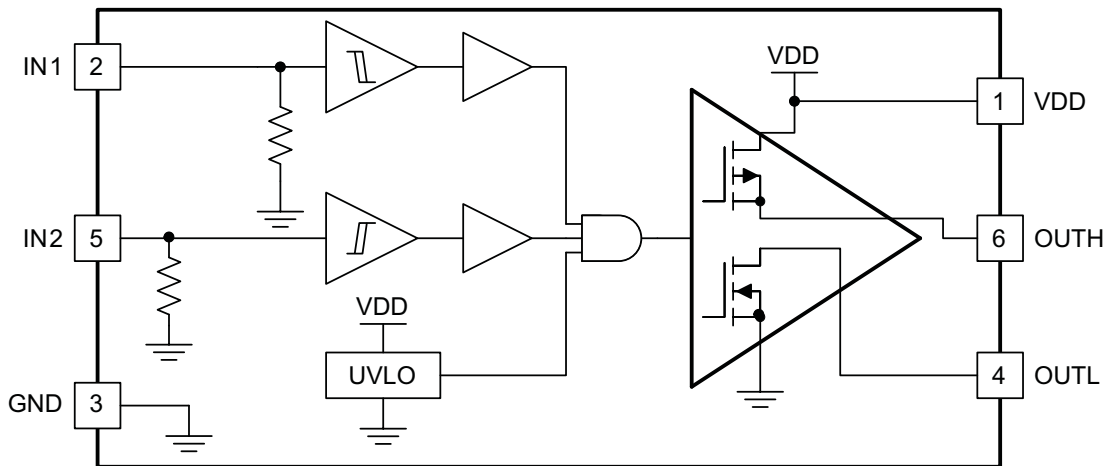 IN1 2
VDD
1 VDD
IN2 5
6 OUTH
VDD
UVLO
4 OUTL
GND 3